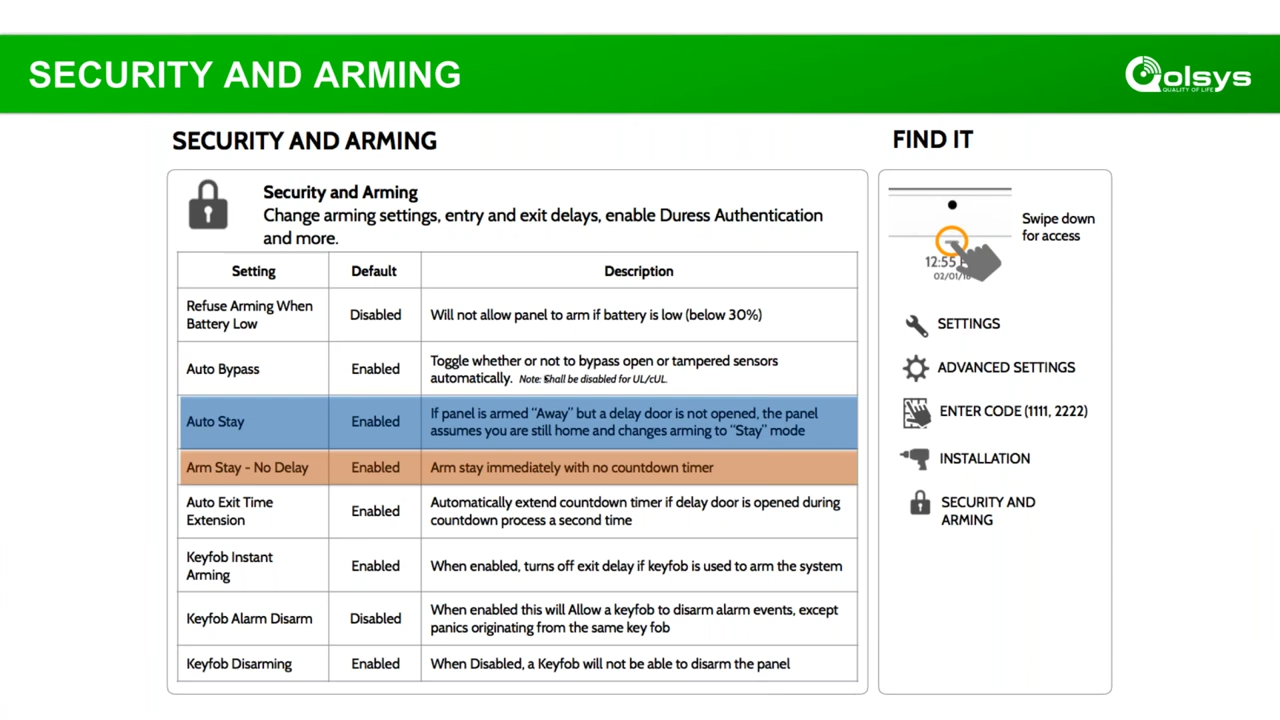 SECURITY AND ARMING
Qolsys
QUALITY OF LIFE
SECURITY AND ARMING
Security and Arming
Change arming settings, entry and exit delays, enable Duress Authentication
and more.
Setting Default Description
Refuse Arming When
Battery Low
Disabled
Will not allow panel to arm if battery is low (below 30%)
Auto Bypass
Enabled
Toggle whether or not to bypass open or tampered sensors
automatically. Note: Shall be disabled for UL/cUL.
Auto Stay
Enabled
If panel is armed “Away” but a delay door is not opened, the panel
assumes you are still home and changes arming to “Stay” mode
Arm Stay - No Delay
Enabled
Arm stay immediately with no countdown timer
Auto Exit Time
Extension
Enabled
Automatically extend countdown timer if delay door is opened during
countdown process a second time
Keyfob Instant
Arming
Enabled
When enabled, turns off exit delay if keyfob is used to arm the system
Keyfob Alarm Disarm
Disabled
When enabled this will Allow a keyfob to disarm alarm events, except
panics originating from the same key fob
Keyfob Disarming
Enabled
When Disabled, a Keyfob will not be able to disarm the panel
FIND IT
Swipe down
for access
12:55
02/01/16
SETTINGS
ADVANCED SETTINGS
ENTER CODE (1111, 2222)
INSTALLATION
SECURITY AND
ARMING